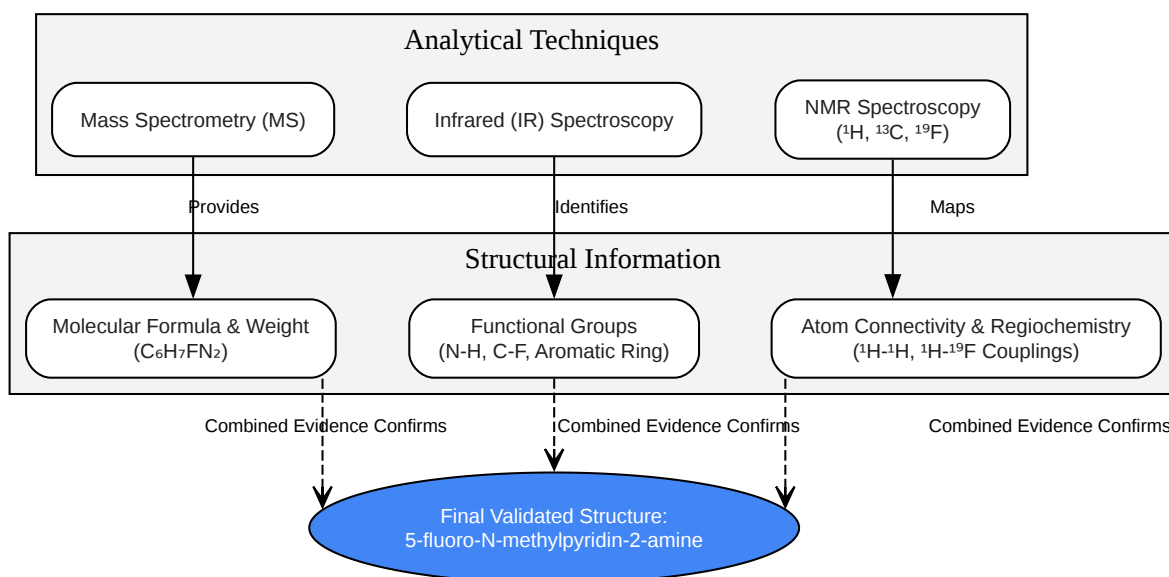 Analytical Techniques
Mass Spectrometry (MS)
Infrared (IR) Spectroscopy
NMR Spectroscopy
(¹H, ¹³C, ¹⁹F)
Provides
Identifies
Maps
Structural Information
Molecular Formula & Weight
(C₆H₇FN₂)
Functional Groups
(N-H, C-F, Aromatic Ring)
Atom Connectivity & Regiochemistry
(¹H-¹H, ¹H-¹⁹F Couplings)
Combined Evidence Confirms
Combined Evidence Confirms
Combined Evidence Confirms
Final Validated Structure:
5-fluoro-N-methylpyridin-2-amine